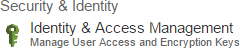 Security & Identity
Identity & Access Management
Manage User Access and Encryption Keys